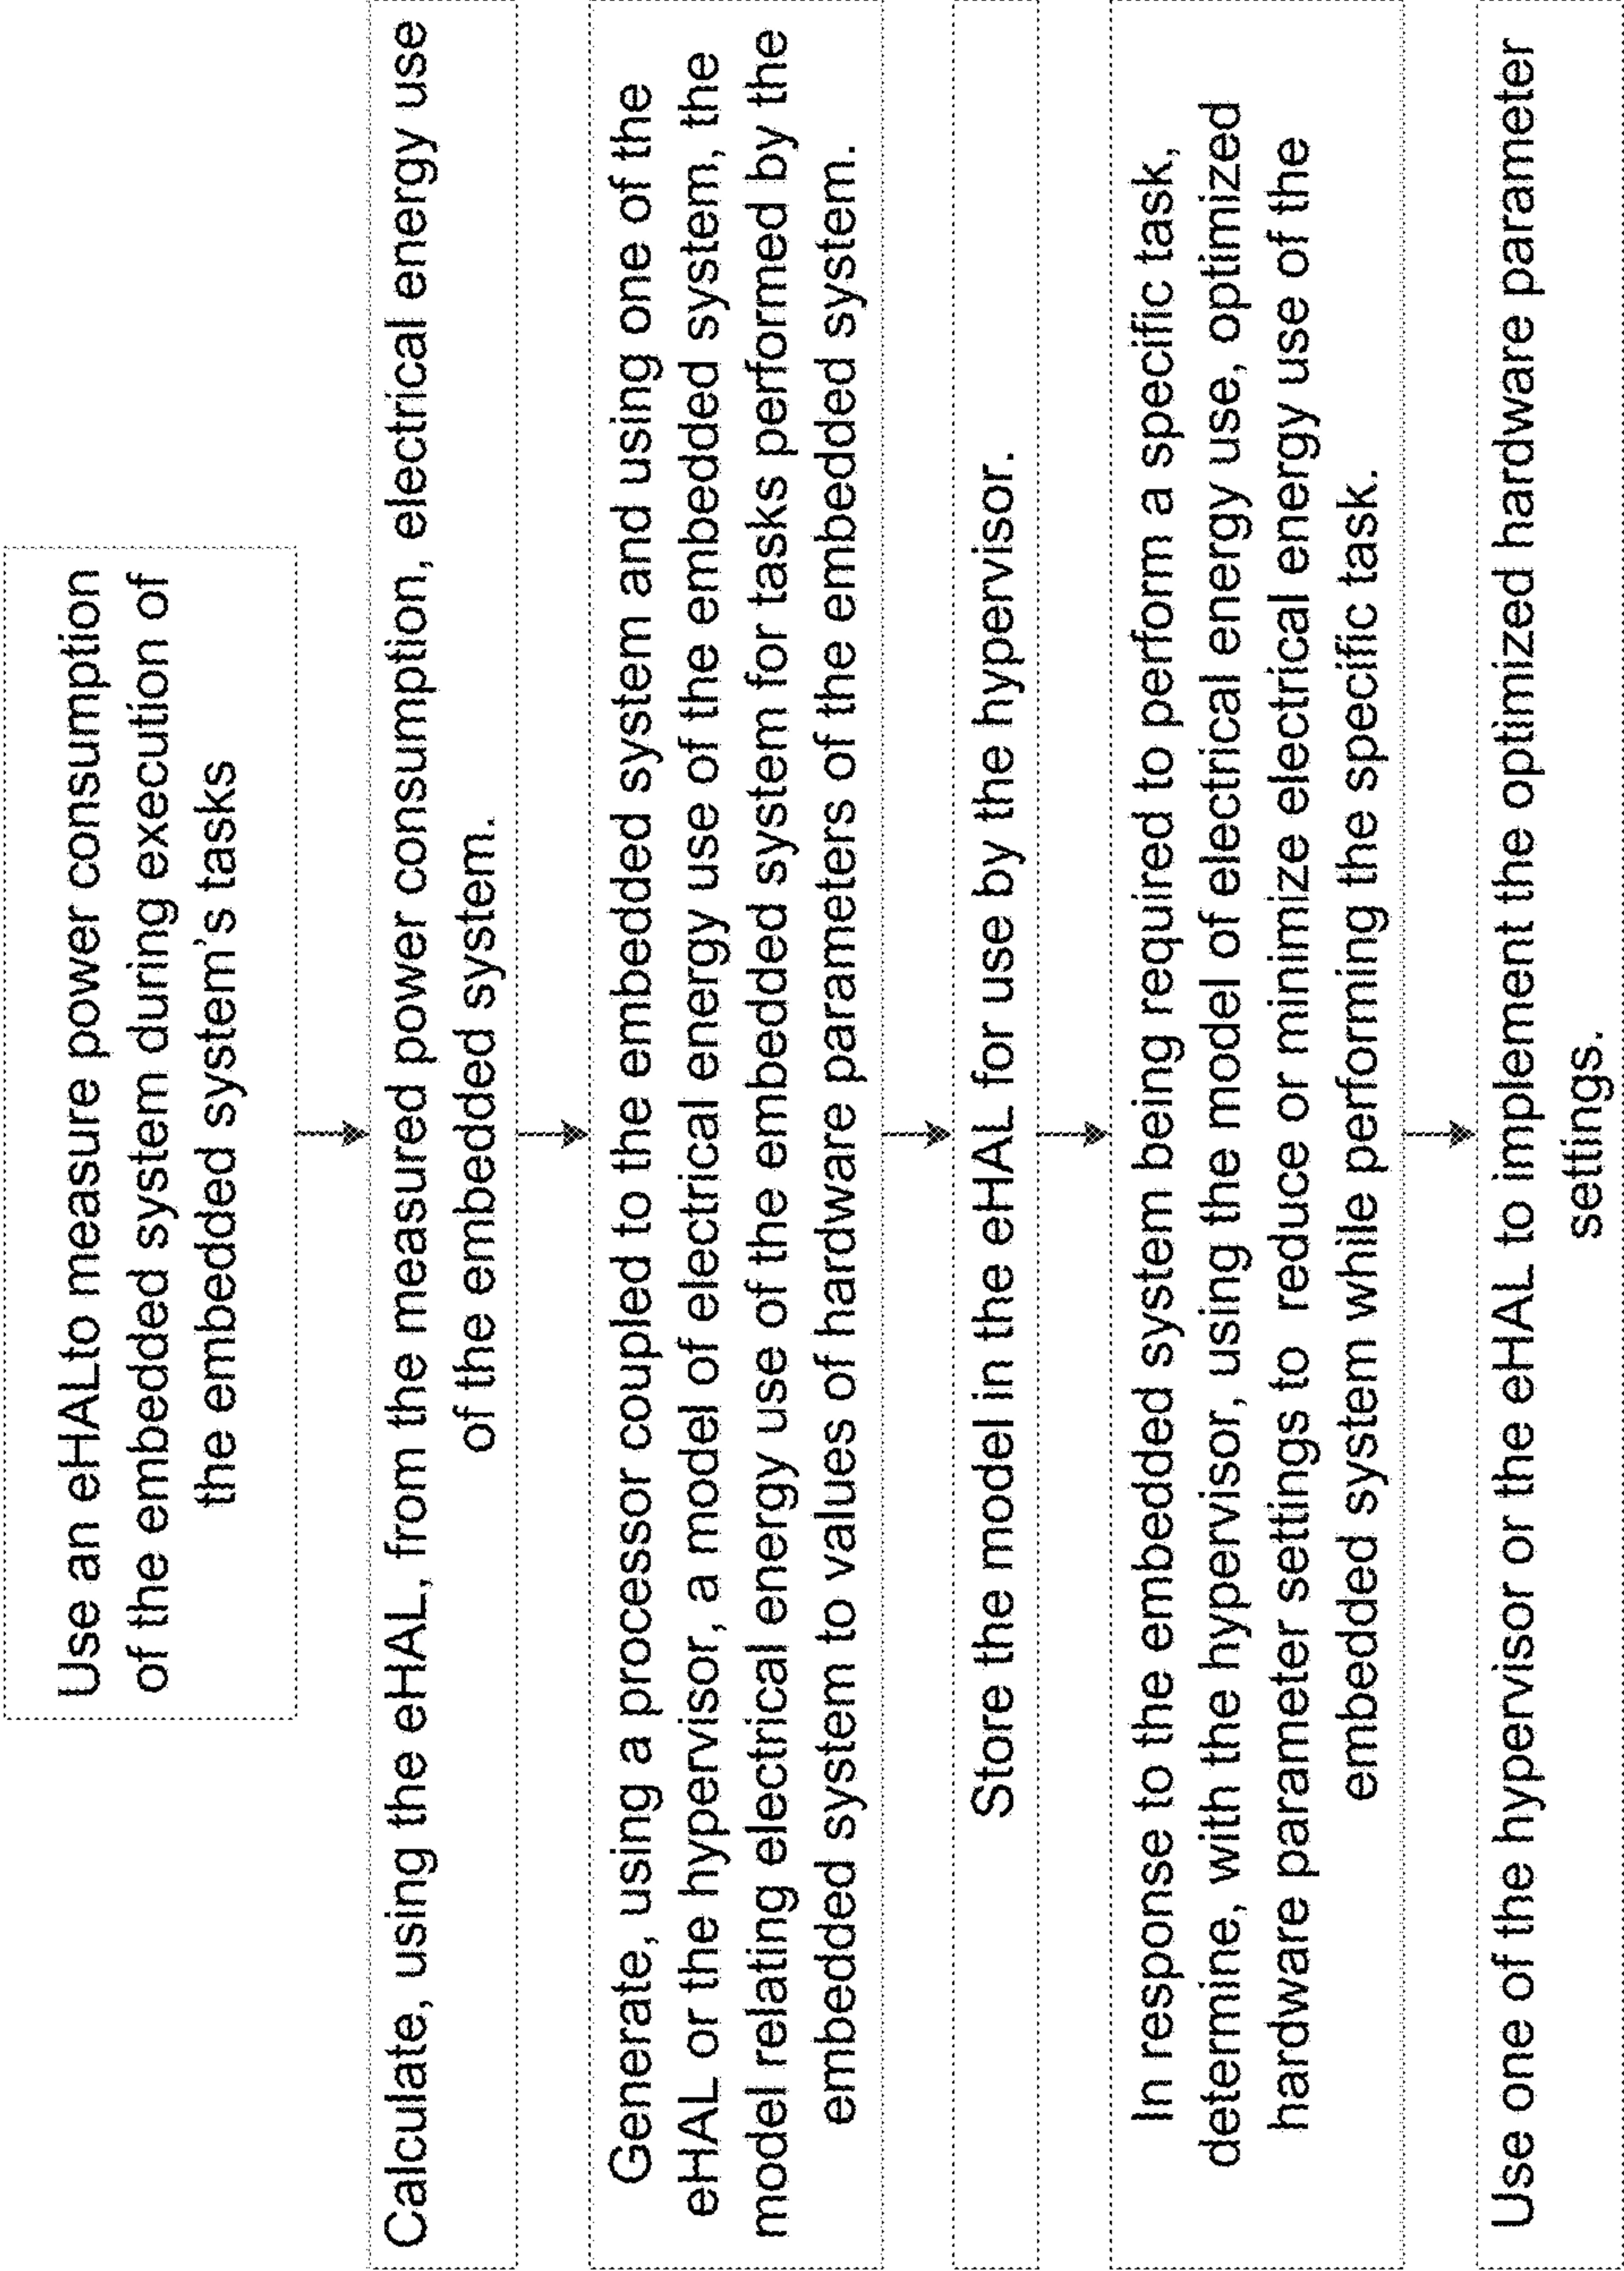 Use an eHALto measure power consumption
of the embedded system during execution of
the embedded system's tasks
Calculate, using the eHAL, from the measured power consumption, electrical energy use
of the embedded system.
Generate, using a processor coupled to the embedded system and using one of the
eHAL or the hypervisor, a model of electrical energy use of the embedded system, the
model relating electrical energy use of the embedded system for tasks performed by the
embedded system to values of hardware parameters of the embedded system.
Store the model in the eHAL for use by the hypervisor.
In response to the embedded system being required to perform a specific task,
determine, with the hypervisor, using the model of electrical energy use, optimized
hardware parameter settings to reduce or minimize electrical energy use of the
embedded system while performing the specific task.
Use one of the hypervisor or the eHAL to implement the optimized hardware parameter
settings.